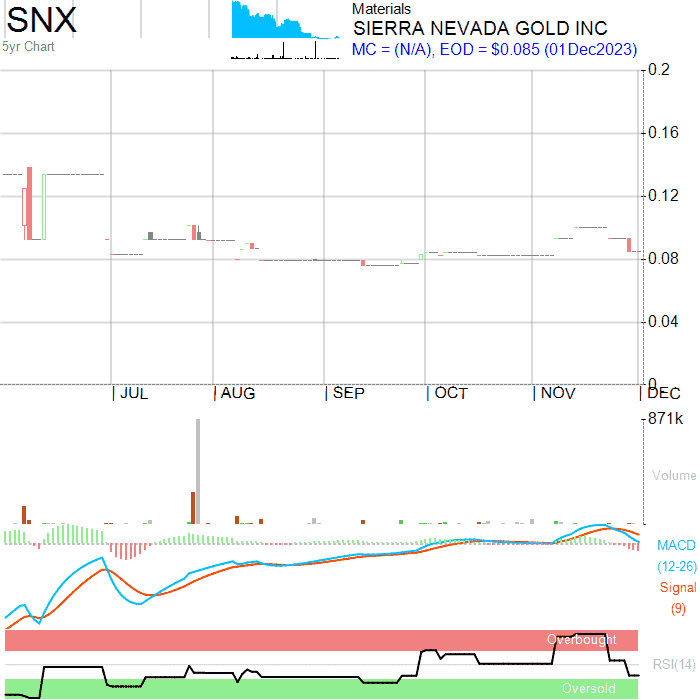 SNX
5yr Chart
Materials
SIERRA NEVADA GOLD INC
MC = (N/A), EOD = $0.085 (01Dec2023)
0.2
0.16
0.12
0.08
0.04
0
| JUL | AUG | SEP | OCT | NOV | DEC
871k
Volume
MACD
(12-26)
Signal
(9)
Overbought
RSI(14)
Oversold